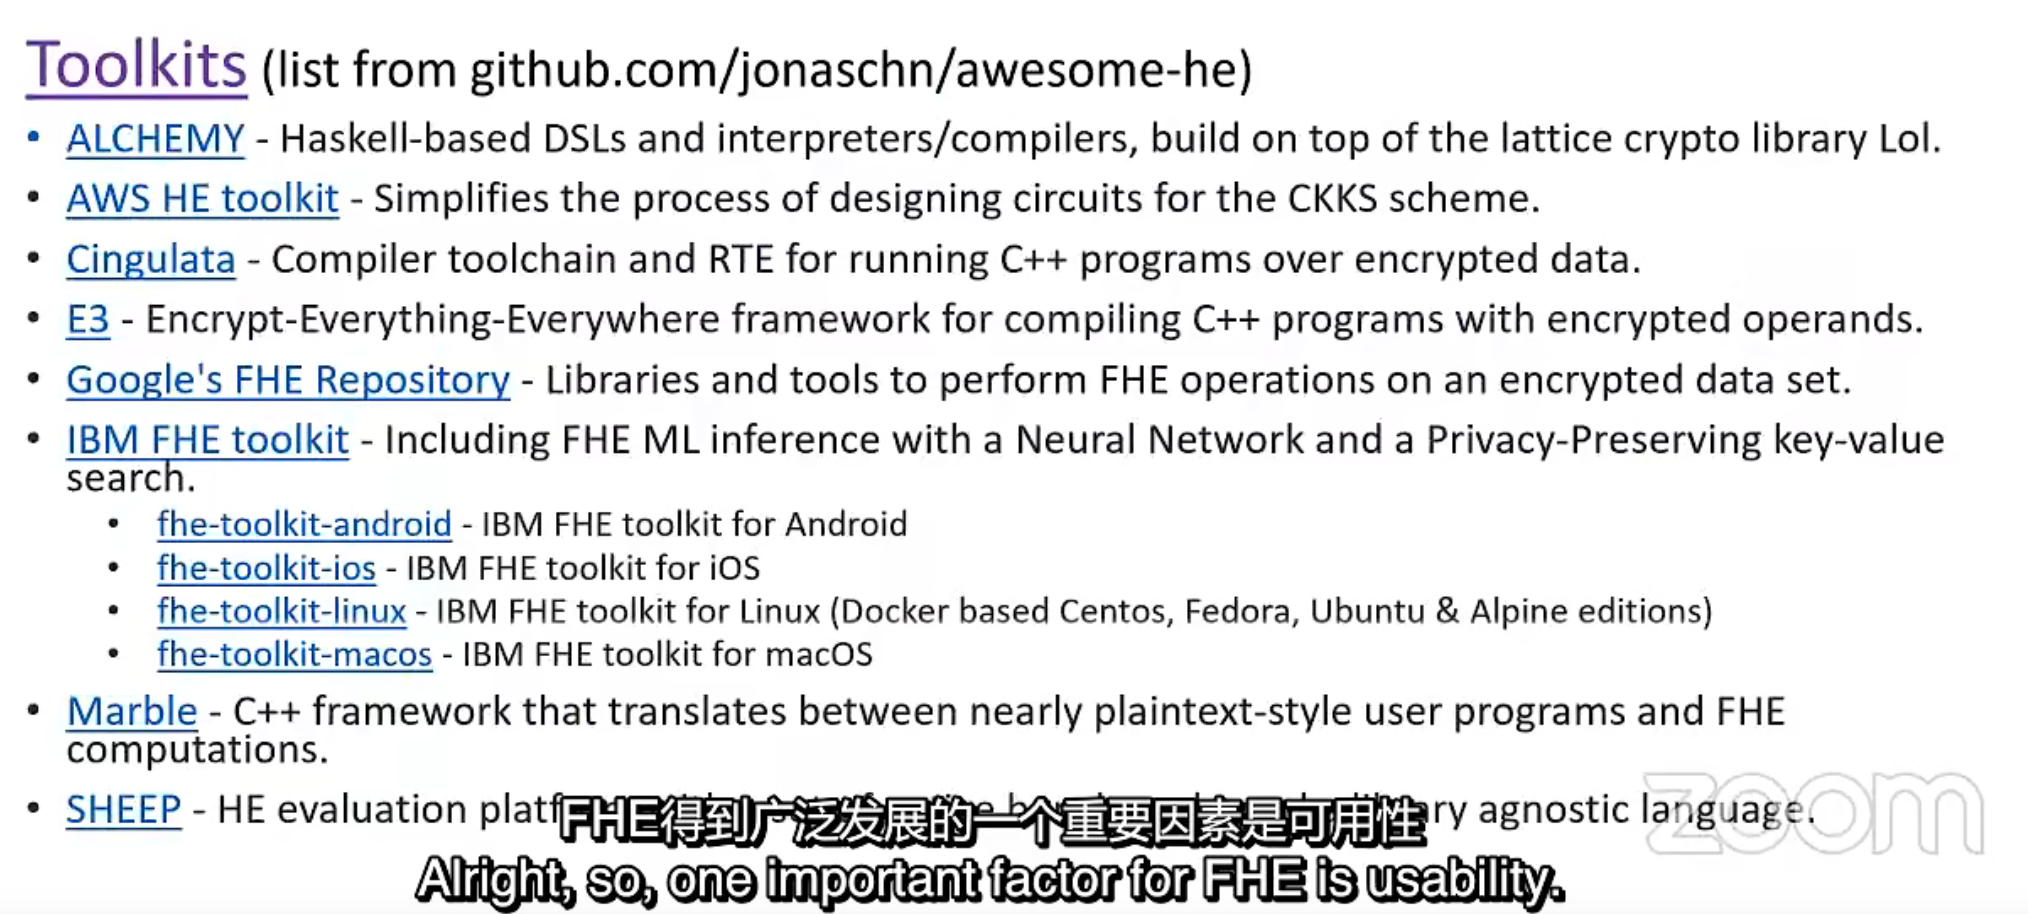 Toolkits (list from github.com/jonaschn/awesome-he)
• ALCHEMY - Haskell-based DSLs and interpreters/compilers, build on top of the lattice crypto library Lol.
• AWS HE toolkit - Simplifies the process of designing circuits for the CKKS scheme.
• Cingulata - Compiler toolchain and RTE for running C++ programs over encrypted data.
• E3 - Encrypt-Everything-Everywhere framework for compiling C++ programs with encrypted operands.
• Google's FHE Repository - Libraries and tools to perform FHE operations on an encrypted data set.
• IBM FHE toolkit - Including FHE ML inference with a Neural Network and a Privacy-Preserving key-value
search.
• fhe-toolkit-android - IBM FHE toolkit for Android
• fhe-toolkit-ios - IBM FHE toolkit for iOS
• fhe-toolkit-linux - IBM FHE toolkit for Linux (Docker based Centos, Fedora, Ubuntu & Alpine editions)
• fhe-toolkit-macos - IBM FHE toolkit for macOS
• Marble - C++ framework that translates between nearly plaintext-style user programs and FHE
computations.
• SHEEP - HE evaluation agnostic language.
zoom
FHE得到广泛发展的一个重要因素是可用性
Alright, so, one important factor for FHE is usability.